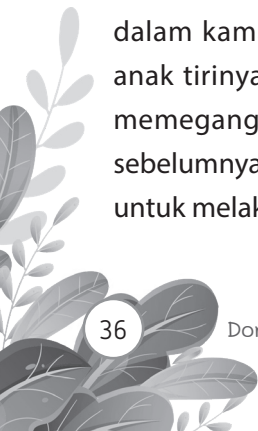 dalam kam
anak tirinya
memegang
sebelumnya
untuk melak
36
Dor